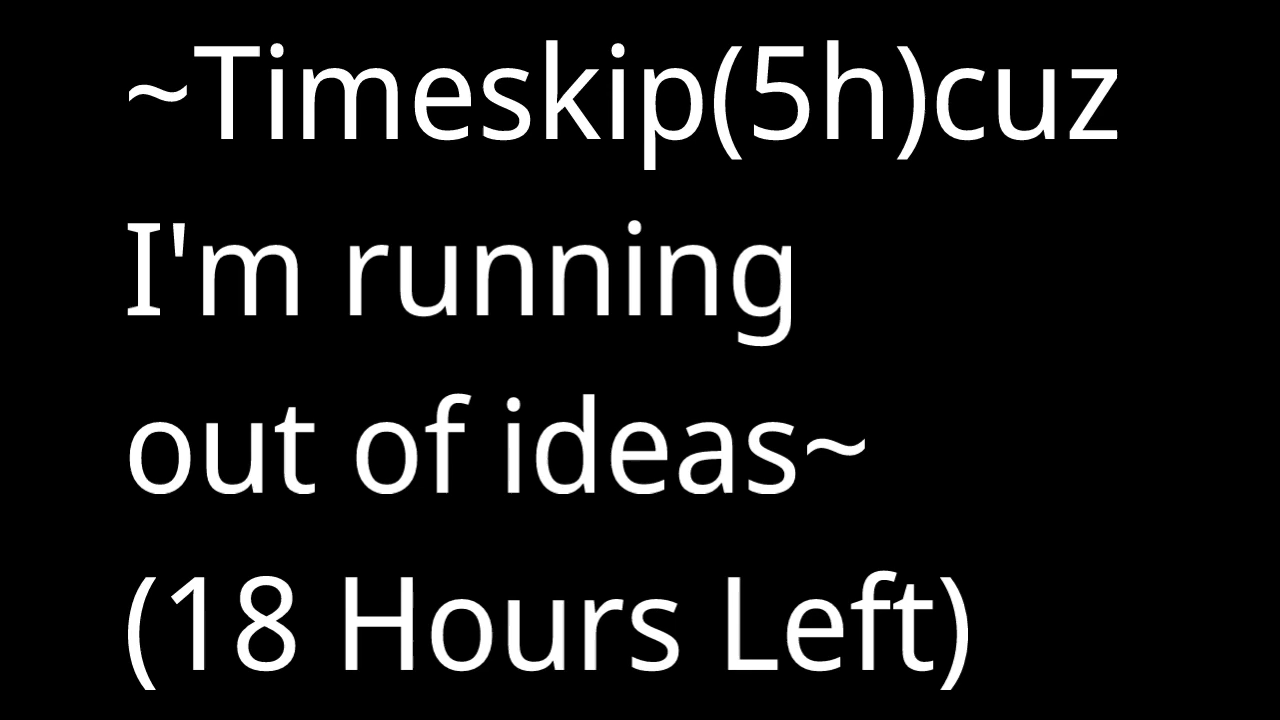 ~Timeskip(5h)cuz
I'm running
out of ideas~
(18 Hours Left)